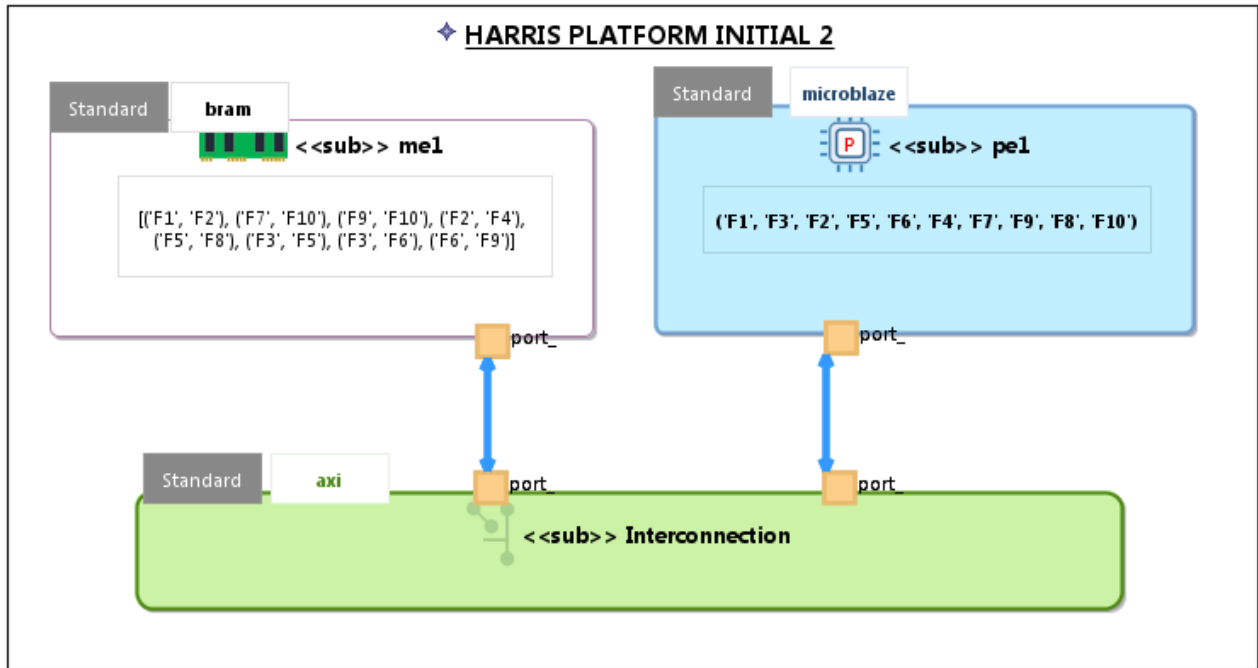 HARRIS PLATFORM INITIAL 2
Standard
bram
<<sub>> me1
[('F1', 'F2'), ('F7', 'F10'), ('F9', 'F10'), ('F2', 'F4'),
('F5', 'F8'), ('F3', 'F5'), ('F3', 'F6'), ('F6', 'F9')]
port_
Standard
microblaze
P
<<sub>> pe1
('F1', 'F3', 'F2', 'F5', 'F6', 'F4', 'F7', 'F9', 'F8', 'F10')
port_
Standard
axi
port_
port_
<<sub>> Interconnection